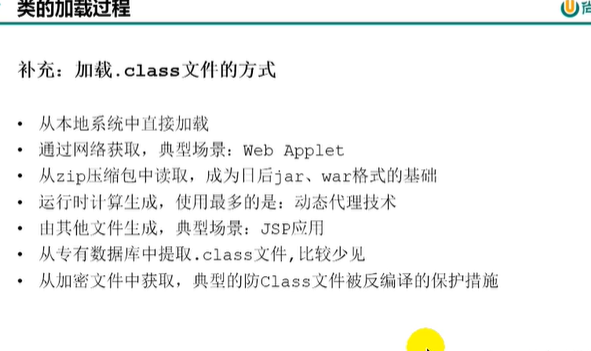 类的加载过程
尚
补充：加载.class文件的方式
• 从本地系统中直接加载
• 通过网络获取，典型场景：Web Applet
• 从zip压缩包中读取，成为日后jar、war格式的基础
• 运行时计算生成，使用最多的是：动态代理技术
• 由其他文件生成，典型场景：JSP应用
• 从专有数据库中提取.class文件,比较少见
• 从加密文件中获取，典型的防Class文件被反编译的保护措施